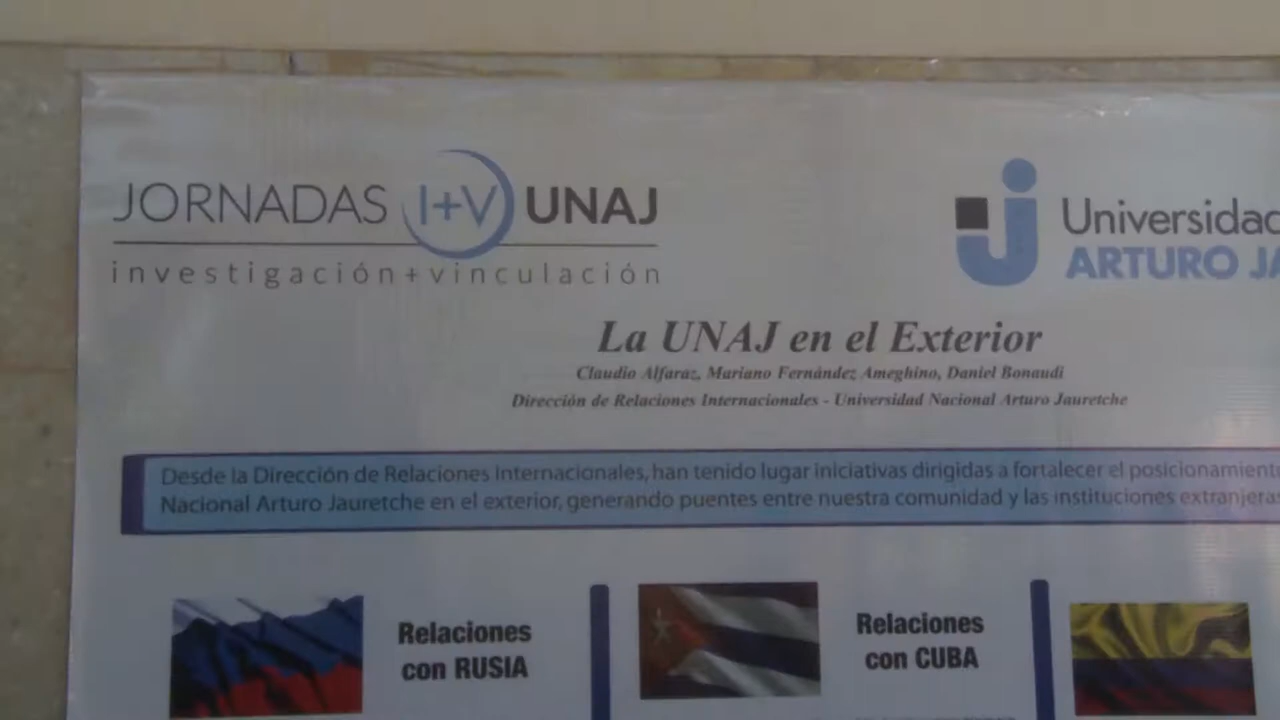 JORNADAS I+V UNAJ
investigación+vinculación
Universidad
ARTURO JA
La UNAJ en el Exterior
Claudio Alfaraz, Mariano Fernández Ameghino, Daniel Bonaudi
Dirección de Relaciones Internacionales - Universidad Nacional Arturo Jauretche
Desde la Dirección de Relaciones Internacionales, han tenido lugar iniciativas dirigidas a fortalecer el posicionamient
Nacional Arturo Jauretche en el exterior, generando puentes entre nuestra comunidad y las instituciones extranjeras
Relaciones
con RUSIA
Relaciones
con CUBA